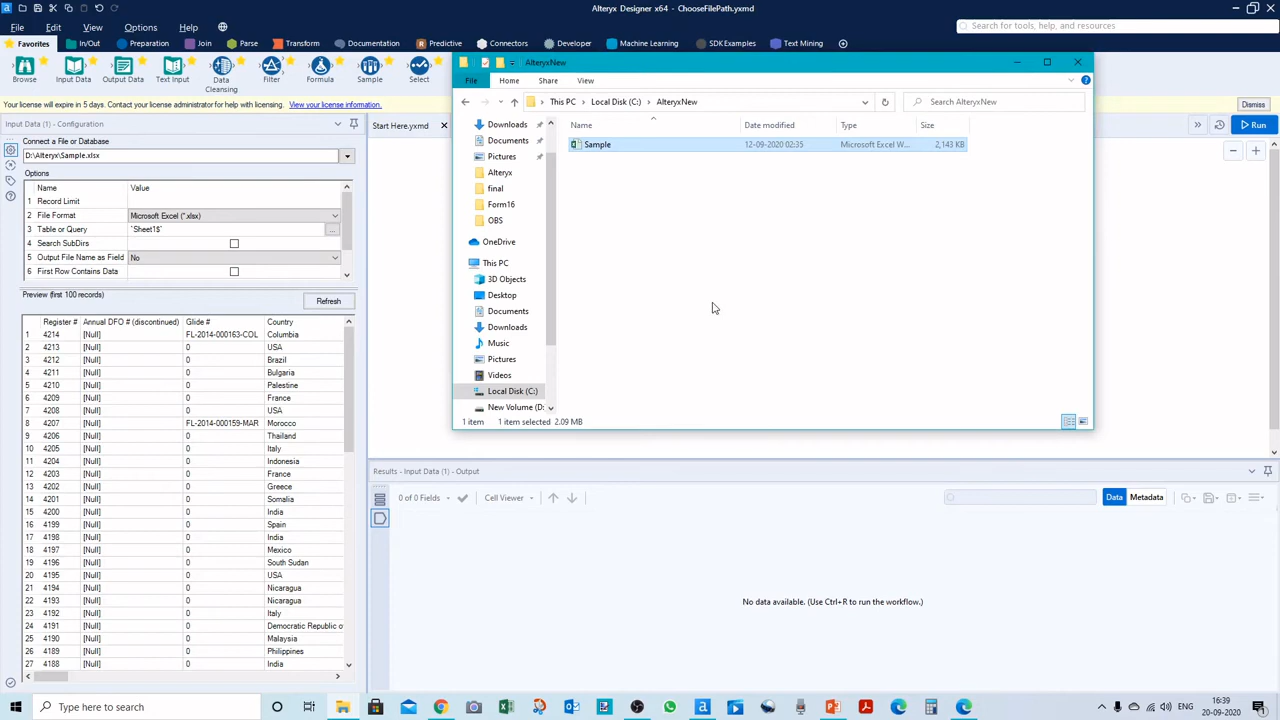 Alteryx Designer x64 - ChooseFilePath.yxmd
File Edit View Options Help
Search for tools, help, and resources
Favorites In/Out Preparation Join Parse Transform Documentation Predictive Connectors Developer Machine Learning SDK Examples Text Mining
Browse Input Data Output Data Text Input Data Cleansing Filter Formula Sample Select
Your license will expire in 5 days. Contact your license administrator for help with licensing. View your license information.
Dismiss
Input Data (1) - Configuration
Start Here.yxmd
Run
Connect a File or Database
D:\Alteryx\Sample.xlsx
Options
Name Value
1 Record Limit
2 File Format Microsoft Excel (*.xlsx)
3 Table or Query `Sheet1$` ...
4 Search SubDirs
5 Output File Name as Field No
6 First Row Contains Data
Preview (first 100 records)
Refresh
Register # Annual DFO # (discontinued) Glide # Country
1 4214 [Null] FL-2014-000163-COL Columbia
2 4213 [Null] 0 USA
3 4212 [Null] 0 Brazil
4 4211 [Null] 0 Bulgaria
5 4210 [Null] 0 Palestine
6 4209 [Null] 0 France
7 4208 [Null] 0 USA
8 4207 [Null] FL-2014-000159-MAR Morocco
9 4206 [Null] 0 Thailand
10 4205 [Null] 0 Italy
11 4204 [Null] 0 Indonesia
12 4203 [Null] 0 France
13 4202 [Null] 0 Greece
14 4201 [Null] 0 Somalia
15 4200 [Null] 0 India
16 4199 [Null] 0 Spain
17 4198 [Null] 0 India
18 4197 [Null] 0 Mexico
19 4196 [Null] 0 South Sudan
20 4195 [Null] 0 USA
21 4194 [Null] 0 Nicaragua
22 4193 [Null] 0 Nicaragua
23 4192 [Null] 0 Italy
24 4191 [Null] 0 Democratic Republic o
25 4190 [Null] 0 Malaysia
26 4189 [Null] 0 Philippines
27 4188 [Null] 0 India
AlteryxNew
File Home Share View
This PC Local Disk (C:) AlteryxNew
Search AlteryxNew
Downloads
Documents
Pictures
Alteryx
final
Form16
OBS
OneDrive
This PC
3D Objects
Desktop
Documents
Downloads
Music
Pictures
Videos
Local Disk (C:)
New Volume (D:
Name Date modified Type Size
Sample 12-09-2020 02:35 Microsoft Excel W... 2,143 KB
1 item 1 item selected 2.09 MB
Results - Input Data (1) - Output
0 of 0 Fields Cell Viewer
Data Metadata
No data available. (Use Ctrl+R to run the workflow.)
Type here to search
ENG
16:39
20-09-2020